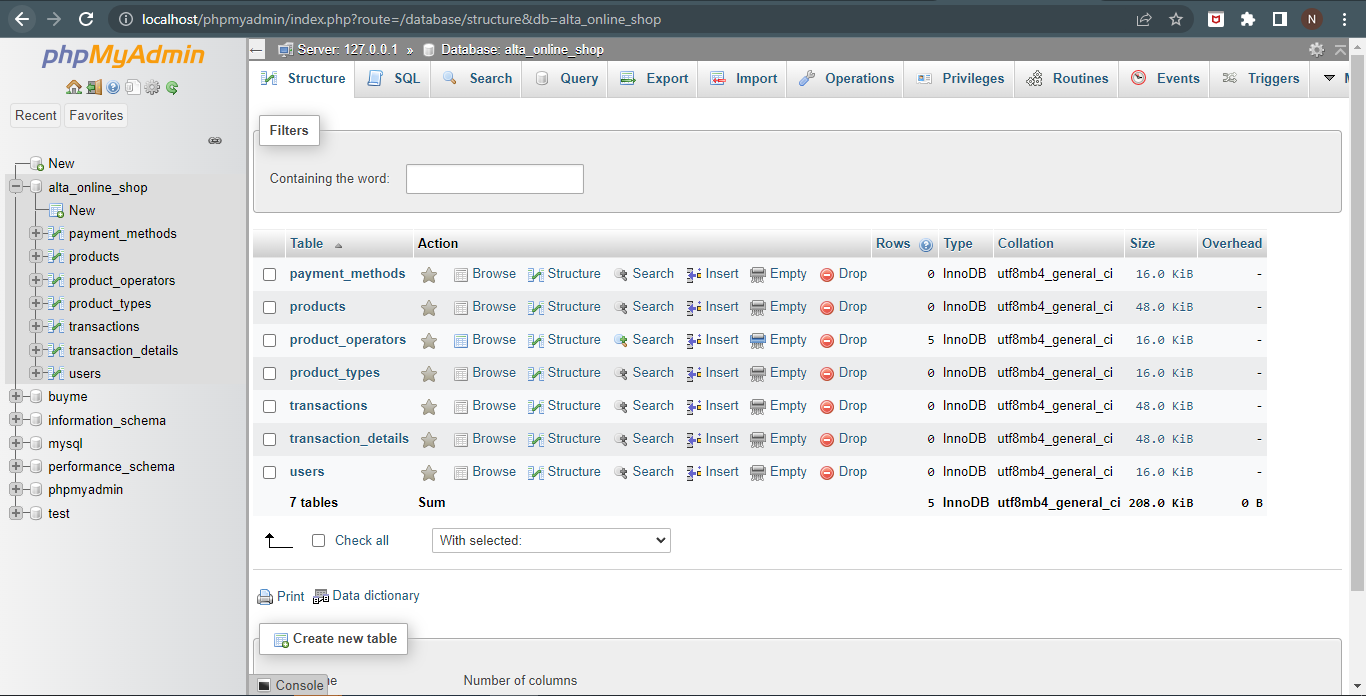 localhost/phpmyadmin/index.php?route=/database/structure&db=alta_online_shop
N
phpMyAdmin
Recent Favorites
New
alta_online_shop
New
payment_methods
products
product_operators
product_types
transactions
transaction_details
users
buyme
information_schema
mysql
performance_schema
phpmyadmin
test
Server: 127.0.0.1 » Database: alta_online_shop
Structure SQL Search Query Export Import Operations Privileges Routines Events Triggers
Filters
Containing the word:
Table Action Rows Type Collation Size Overhead
payment_methods Browse Structure Search Insert Empty Drop 0 InnoDB utf8mb4_general_ci 16.0 KiB -
products Browse Structure Search Insert Empty Drop 0 InnoDB utf8mb4_general_ci 48.0 KiB -
product_operators Browse Structure Search Insert Empty Drop 5 InnoDB utf8mb4_general_ci 16.0 KiB -
product_types Browse Structure Search Insert Empty Drop 0 InnoDB utf8mb4_general_ci 16.0 KiB -
transactions Browse Structure Search Insert Empty Drop 0 InnoDB utf8mb4_general_ci 48.0 KiB -
transaction_details Browse Structure Search Insert Empty Drop 0 InnoDB utf8mb4_general_ci 48.0 KiB -
users Browse Structure Search Insert Empty Drop 0 InnoDB utf8mb4_general_ci 16.0 KiB -
7 tables Sum 5 InnoDB utf8mb4_general_ci 208.0 KiB 0 B
Check all With selected:
Print Data dictionary
Create new table
Number of columns
Console